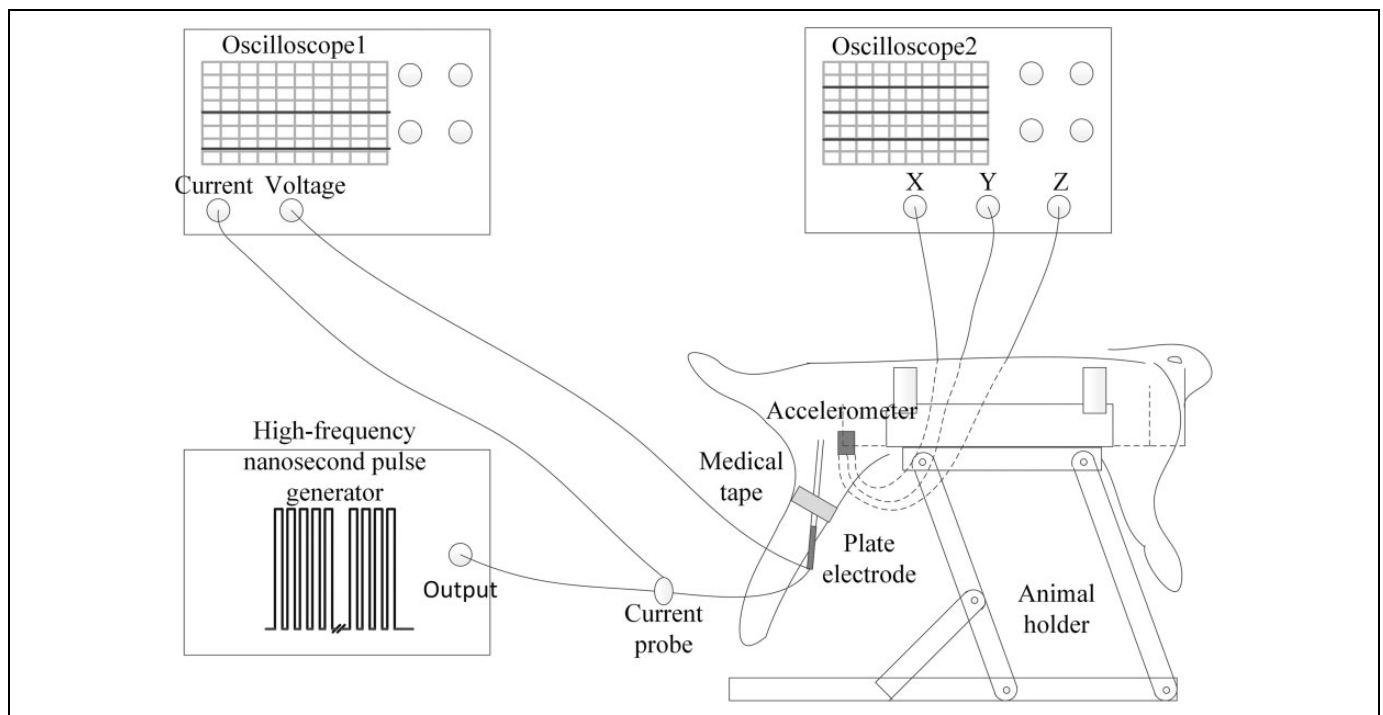 Oscilloscope1
Current Voltage
Oscilloscope2
X Y Z
High-frequency
nanosecond pulse
generator
Output
Current
probe
Accelerometer
Medical
tape
Plate
electrode
Animal
holder